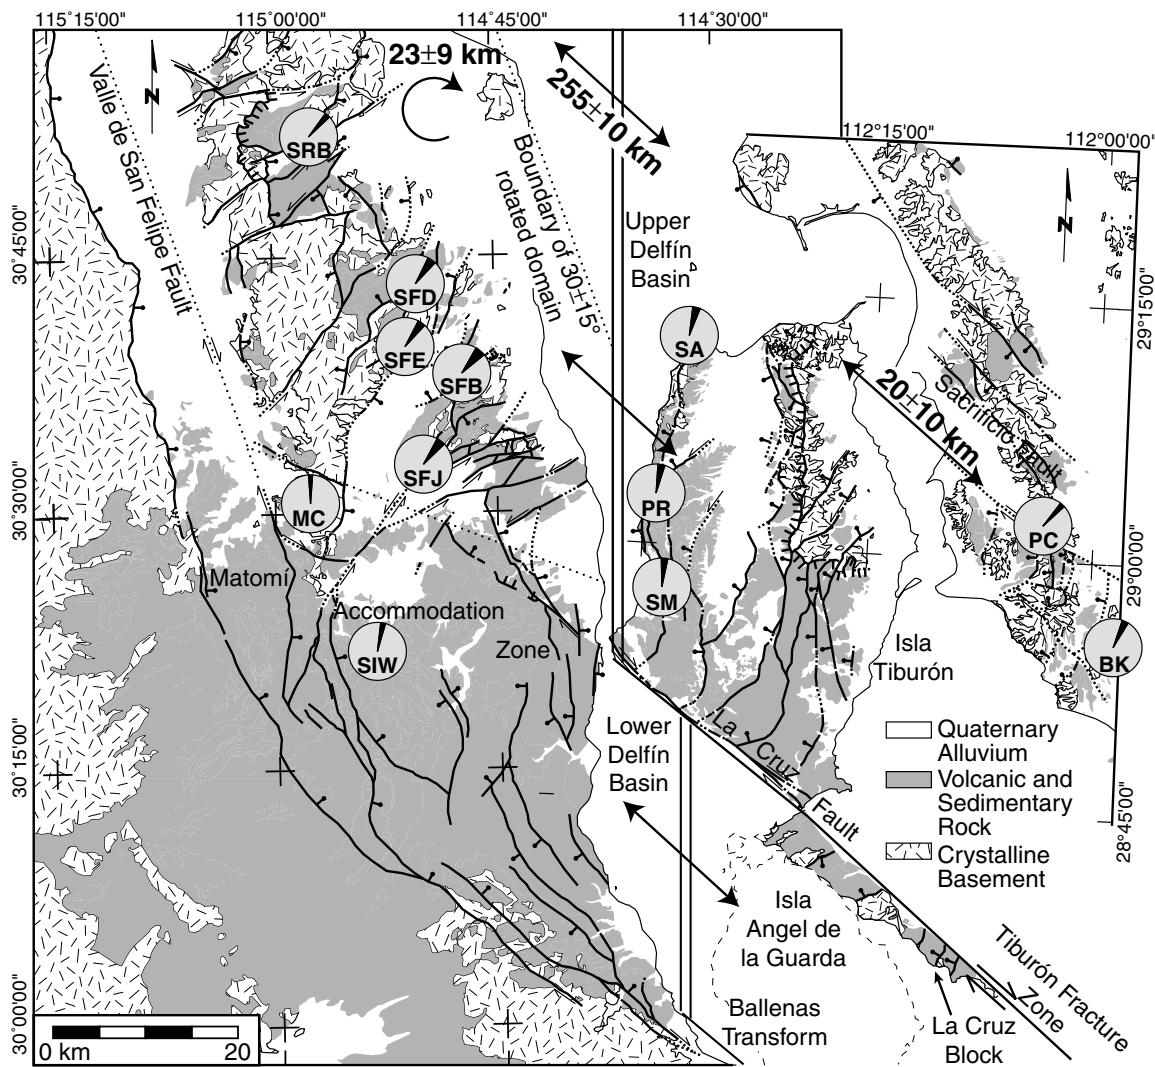 115°15'00"
115°00'00"
114°45'00"
114°30'00"
Valle de San Felipe Fault
N
23±9 km
255±10 km
Boundary of 30±15°
rotated domain
112°15'00"
112°00'00"
N
SRB
30°45'00"
Upper
Delfín
Basin
29°15'00"
SFD
SFE
SFB
SA
20±10 km
Sacrificio Fault
SFJ
30°30'00"
MC
PR
PC
29°00'00"
Matomí
Accommodation
Zone
SM
SIW
BK
Isla
Tiburón
30°15'00"
Lower
Delfín
Basin
La Cruz Fault
Quaternary
Alluvium
Volcanic and
Sedimentary
Rock
Crystalline
Basement
28°45'00"
Isla
Angel de
la Guarda
Tiburón Fracture
Zone
Ballenas
Transform
La Cruz
Block
30°00'00"
0 km
20